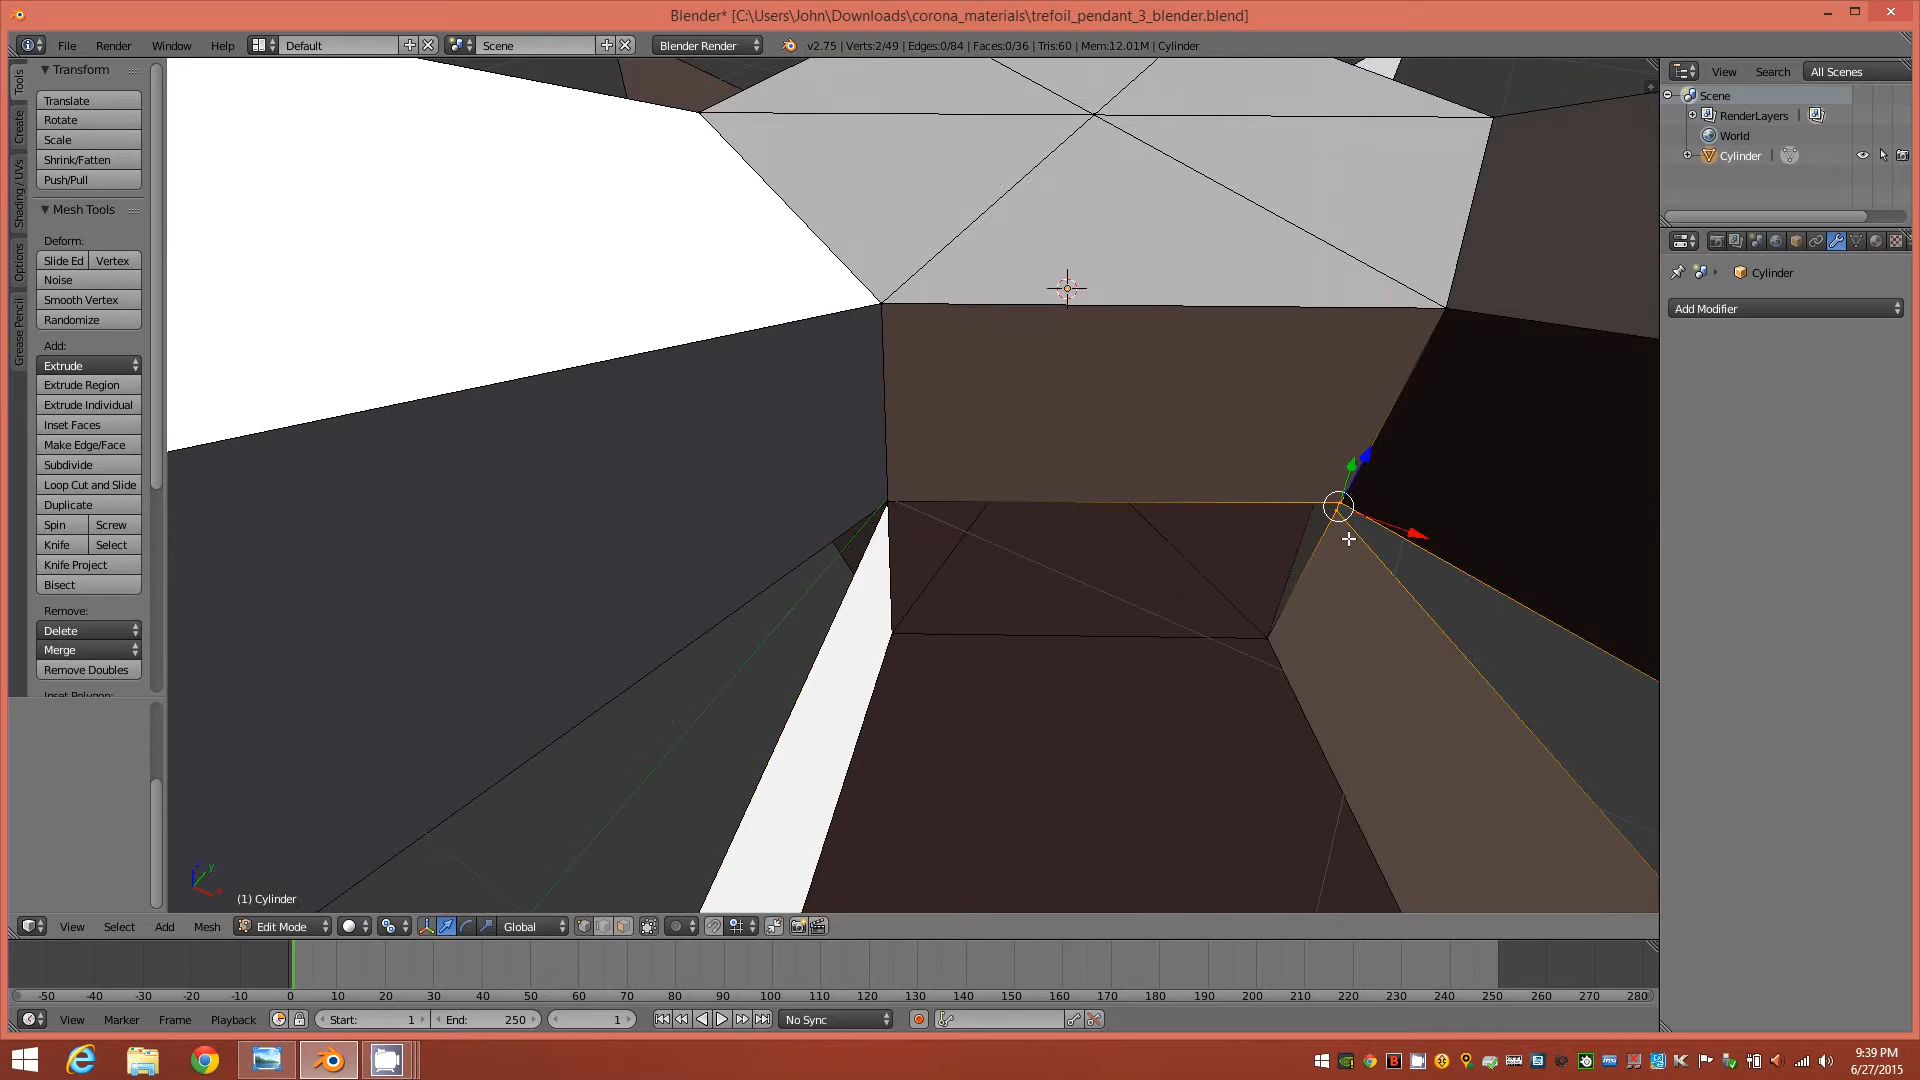 Blender* [C:\Users\John\Downloads\corona_materials\trefoil_pendant_3_blender.blend]
File Render Window Help Default Scene Blender Render v2.75 | Verts:2/49 | Edges:0/84 | Faces:0/36 | Tris:60 | Mem:12.01M | Cylinder
Tools
Create
Shading / UVs
Options
Grease Pencil
Transform
Translate
Rotate
Scale
Shrink/Fatten
Push/Pull
Mesh Tools
Deform:
Slide Ed Vertex
Noise
Smooth Vertex
Randomize
Add:
Extrude
Extrude Region
Extrude Individual
Inset Faces
Make Edge/Face
Subdivide
Loop Cut and Slide
Duplicate
Spin Screw
Knife Select
Knife Project
Bisect
Remove:
Delete
Merge
Remove Doubles
Inset Polygon:
(1) Cylinder
View Select Add Mesh Edit Mode Global
View Search All Scenes
Scene
RenderLayers
World
Cylinder
Cylinder
Add Modifier
-50 -40 -30 -20 -10 0 10 20 30 40 50 60 70 80 90 100 110 120 130 140 150 160 170 180 190 200 210 220 230 240 250 260 270 280
View Marker Frame Playback Start: 1 End: 250 1 No Sync
9:39 PM
6/27/2015